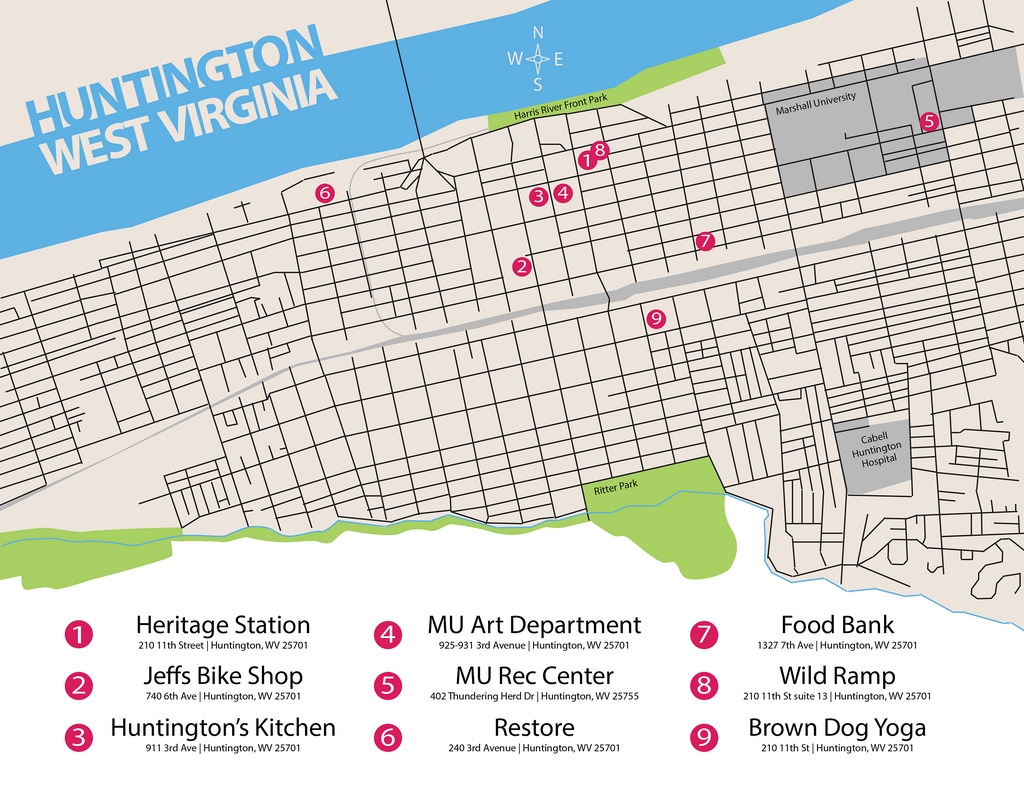 HUNTINGTON
WEST VIRGINIA
N
W E
S
Harris River Front Park
Marshall University
5
8
1
6
3 4
7
2
9
Cabell
Huntington
Hospital
Ritter Park
1 Heritage Station
210 11th Street | Huntington, WV 25701
2 Jeffs Bike Shop
740 6th Ave | Huntington, WV 25701
3 Huntington's Kitchen
911 3rd Ave | Huntington, WV 25701
4 MU Art Department
925-931 3rd Avenue | Huntington, WV 25701
5 MU Rec Center
402 Thundering Herd Dr | Huntington, WV 25755
6 Restore
240 3rd Avenue | Huntington, WV 25701
7 Food Bank
1327 7th Ave | Huntington, WV 25701
8 Wild Ramp
210 11th St suite 13 | Huntington, WV 25701
9 Brown Dog Yoga
210 11th St | Huntington, WV 25701